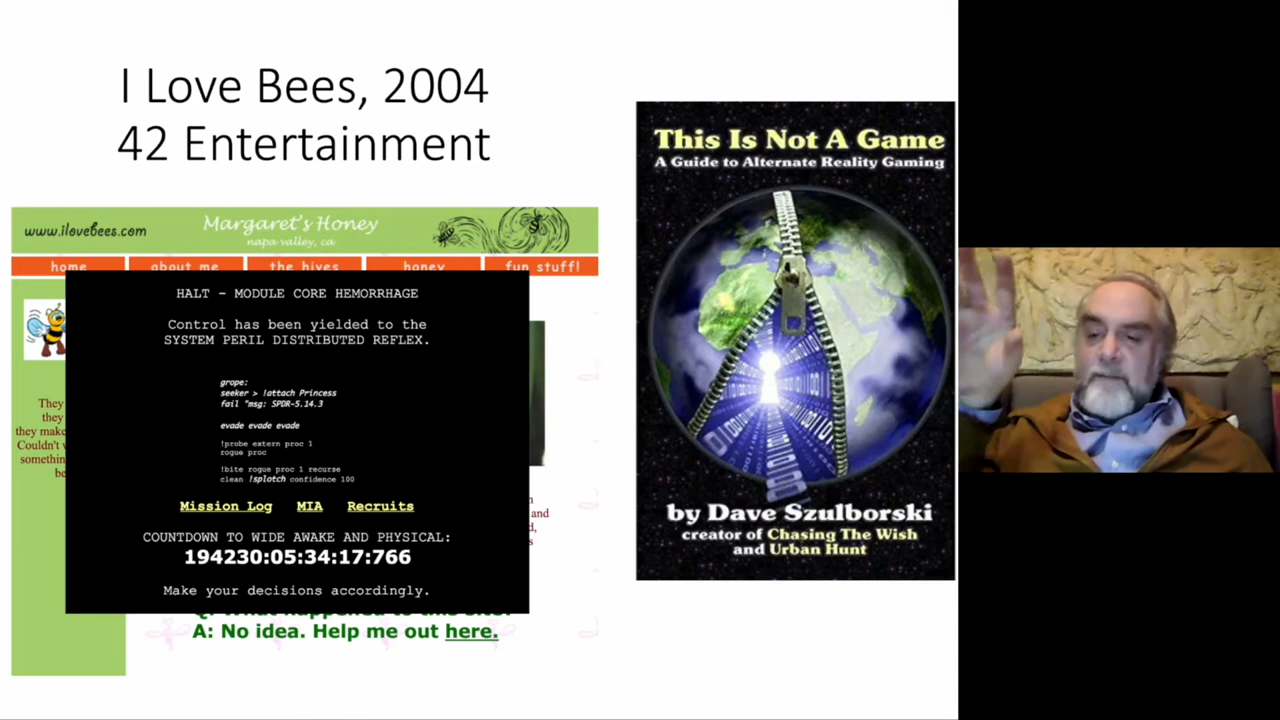 I Love Bees, 2004
42 Entertainment
www.ilovebees.com
Margaret's Honey
napa valley, ca
home
about me
the hives
honey
fun stuff!
HALT - MODULE CORE HEMORRHAGE
Control has been yielded to the
SYSTEM PERIL DISTRIBUTED REFLEX.
grope:
seeker > !attach Princess
fail "msg: SPDR-5.14.3
evade evade evade
!probe extern proc 1
rogue proc
!bite rogue proc 1 recurse
clean !splotch confidence 100
Mission Log MIA Recruits
COUNTDOWN TO WIDE AWAKE AND PHYSICAL:
194230:05:34:17:766
Make your decisions accordingly.
They
they
they make
Couldn't
and
A: No idea. Help me out here.
This Is Not A Game
A Guide to Alternate Reality Gaming
by Dave Szulborski
creator of Chasing The Wish
and Urban Hunt